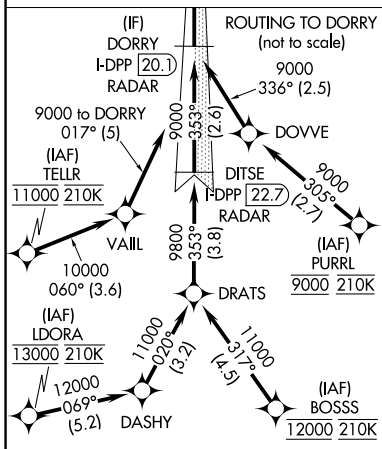 (IF)
DORRY
I-DPP 20.1
RADAR
ROUTING TO DORRY
(not to scale)
9000
336° (2.5)
DOVVE
9000 to DORRY
017° (5)
9000
353°
(2.6)
(IAF)
TELLR
11000 210K
VAIIL
10000
060° (3.6)
DITSE
I-DPP 22.7
RADAR
9000
305°
(2.7)
(IAF)
PURRL
9000 210K
9800
353°
(3.8)
DRATS
(IAF)
LDORA
13000 210K
12000
069°
(5.2)
DASHY
11000
020°
(3.2)
11000
317°
(4.5)
(IAF)
BOSSS
12000 210K